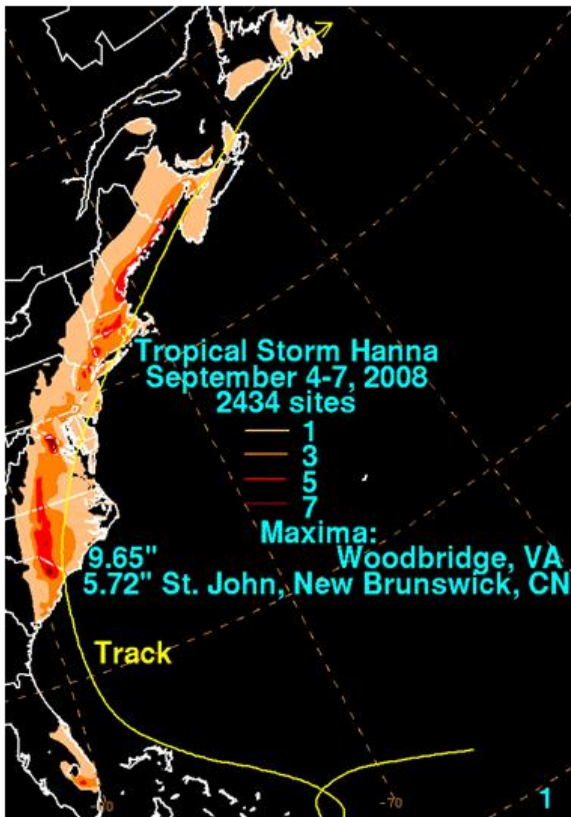 Tropical Storm Hanna
September 4-7, 2008
2434 sites
1
3
5
7
Maxima:
9.65" Woodbridge, VA
5.72" St. John, New Brunswick, CN
Track
-80
-70
1